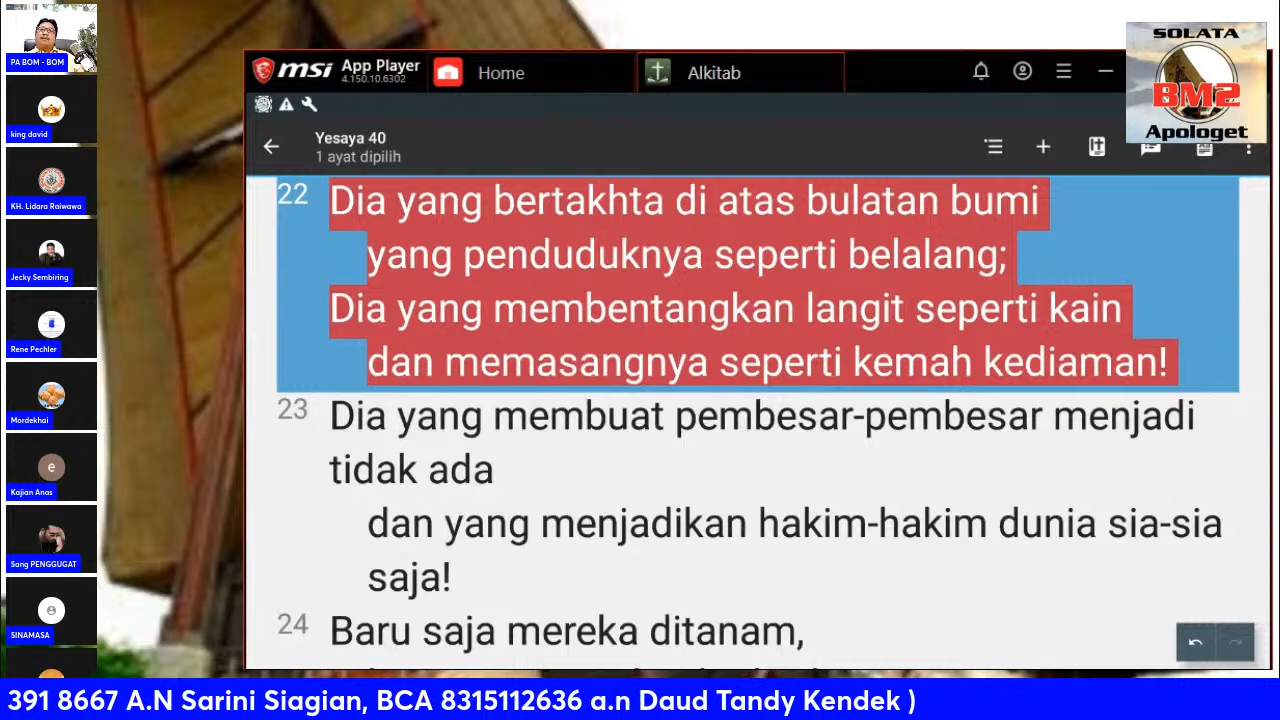 PA BOM - BOM
king david
KH. Lidara Raiwawa
Jecky Sembiring
Rene Pechler
Mordekhai
e
Kajian Anas
Sang PENGGUGAT
SINAMASA
msi App Player
4.150.10.6302
Home
Alkitab
SOLATA
BM2
Apologet
Yesaya 40
1 ayat dipilih
22 Dia yang bertakhta di atas bulatan bumi
yang penduduknya seperti belalang;
Dia yang membentangkan langit seperti kain
dan memasangnya seperti kemah kediaman!
23 Dia yang membuat pembesar-pembesar menjadi
tidak ada
dan yang menjadikan hakim-hakim dunia sia-sia
saja!
24 Baru saja mereka ditanam,
391 8667 A.N Sarini Siagian, BCA 8315112636 a.n Daud Tandy Kendek )